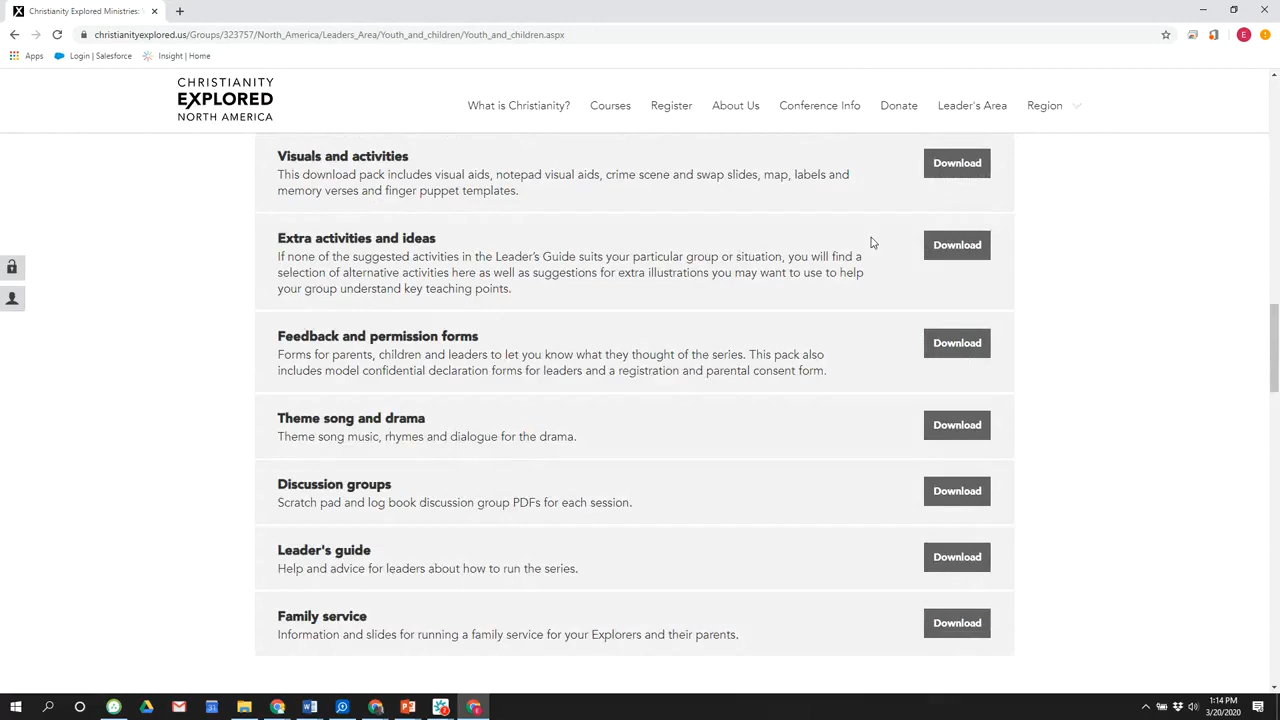 Christianity Explored Ministries:
christianityexplored.us/Groups/323757/North_America/Leaders_Area/Youth_and_children/Youth_and_children.aspx
E
Apps
Login | Salesforce
Insight | Home
CHRISTIANITY
EXPLORED
NORTH AMERICA
What is Christianity?
Courses
Register
About Us
Conference Info
Donate
Leader's Area
Region
Visuals and activities
Download
This download pack includes visual aids, notepad visual aids, crime scene and swap slides, map, labels and
memory verses and finger puppet templates.
Extra activities and ideas
Download
If none of the suggested activities in the Leader's Guide suits your particular group or situation, you will find a
selection of alternative activities here as well as suggestions for extra illustrations you may want to use to help
your group understand key teaching points.
Feedback and permission forms
Download
Forms for parents, children and leaders to let you know what they thought of the series. This pack also
includes model confidential declaration forms for leaders and a registration and parental consent form.
Theme song and drama
Download
Theme song music, rhymes and dialogue for the drama.
Discussion groups
Download
Scratch pad and log book discussion group PDFs for each session.
Leader's guide
Download
Help and advice for leaders about how to run the series.
Family service
Download
Information and slides for running a family service for your Explorers and their parents.
1:14 PM
3/20/2020